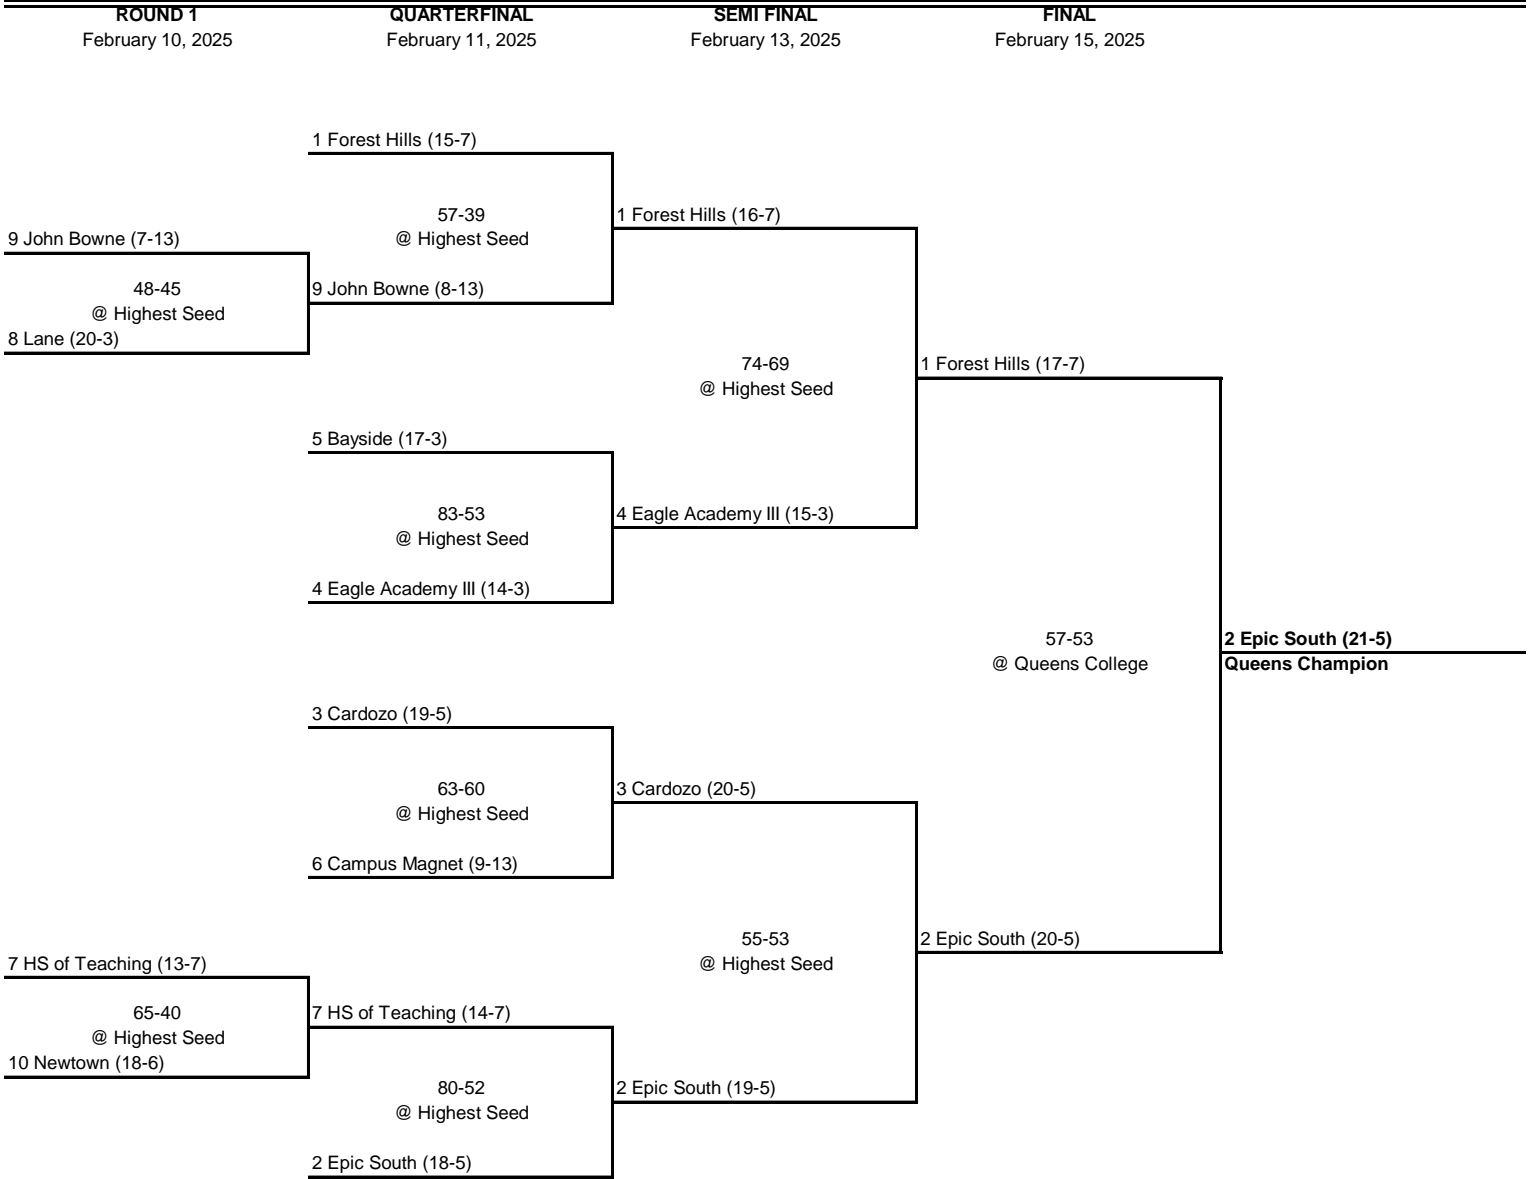 ROUND 1 QUARTERFINAL SEMI FINAL FINAL
February 10, 2025 February 11, 2025 February 13, 2025 February 15, 2025
1 Forest Hills (15-7)
57-39 1 Forest Hills (16-7)
9 John Bowne (7-13) @ Highest Seed
48-45 9 John Bowne (8-13)
@ Highest Seed
8 Lane (20-3)
74-69 1 Forest Hills (17-7)
@ Highest Seed
5 Bayside (17-3)
83-53 4 Eagle Academy III (15-3)
@ Highest Seed
4 Eagle Academy III (14-3)
57-53 2 Epic South (21-5)
@ Queens College Queens Champion
3 Cardozo (19-5)
63-60 3 Cardozo (20-5)
@ Highest Seed
6 Campus Magnet (9-13)
55-53 2 Epic South (20-5)
7 HS of Teaching (13-7) @ Highest Seed
65-40 7 HS of Teaching (14-7)
@ Highest Seed
10 Newtown (18-6)
80-52 2 Epic South (19-5)
@ Highest Seed
2 Epic South (18-5)